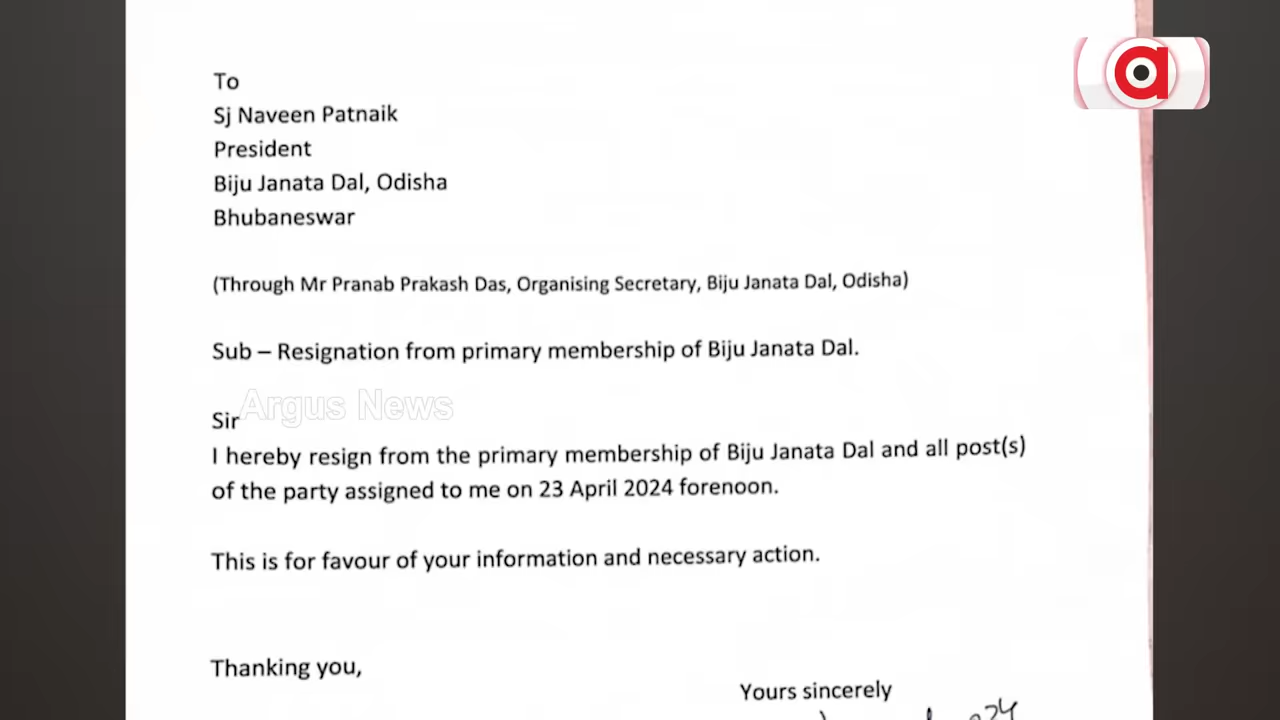 To
Sj Naveen Patnaik
President
Biju Janata Dal, Odisha
Bhubaneswar
(Through Mr Pranab Prakash Das, Organising Secretary, Biju Janata Dal, Odisha)
Sub – Resignation from primary membership of Biju Janata Dal.
Argus News
Sir
I hereby resign from the primary membership of Biju Janata Dal and all post(s)
of the party assigned to me on 23 April 2024 forenoon.
This is for favour of your information and necessary action.
Thanking you,
Yours sincerely